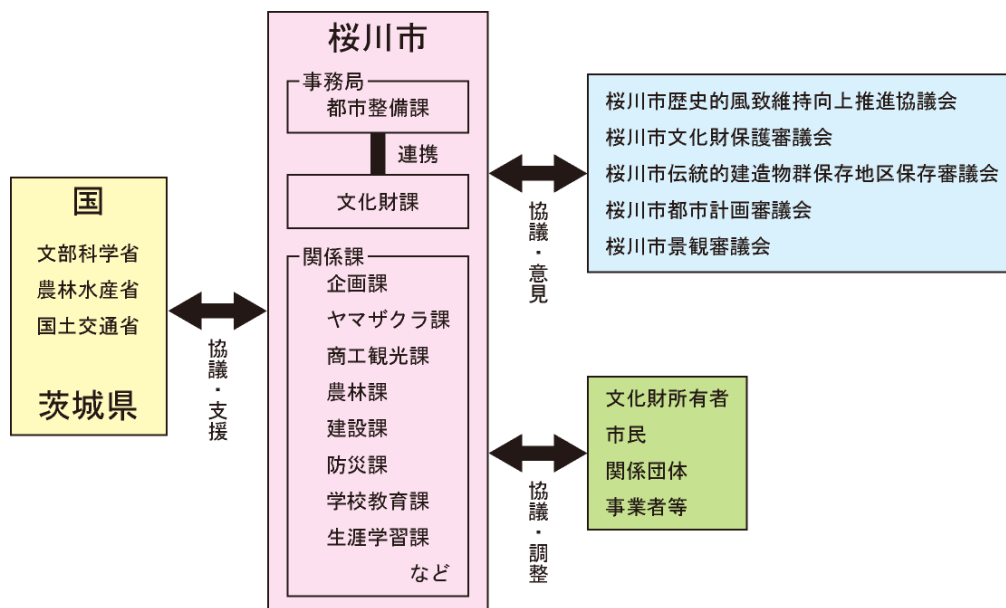 国
文部科学省
農林水産省
国土交通省
茨城県
協議・支援
桜川市
事務局
都市整備課
連携
文化財課
関係課
企画課
ヤマザクラ課
商工観光課
農林課
建設課
防災課
学校教育課
生涯学習課
など
協議・意見
桜川市歴史的風致維持向上推進協議会
桜川市文化財保護審議会
桜川市伝統的建造物群保存地区保存審議会
桜川市都市計画審議会
桜川市景観審議会
協議・調整
文化財所有者
市民
関係団体
事業者等